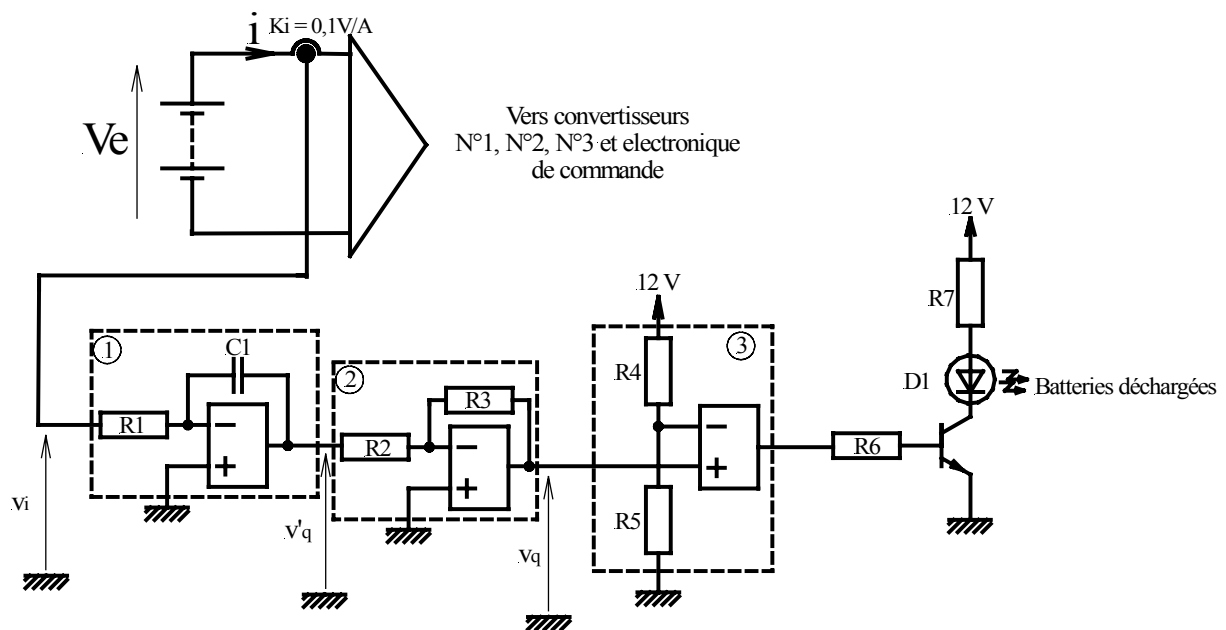 i
Ki = 0,1V/A
Ve
Vers convertisseurs
N°1, N°2, N°3 et electronique
de commande
12 V
R7
12 V
1
C1
2
3
R4
D1
Batteries déchargées
R1
R3
R2
R6
R5
vi
v'q
vq